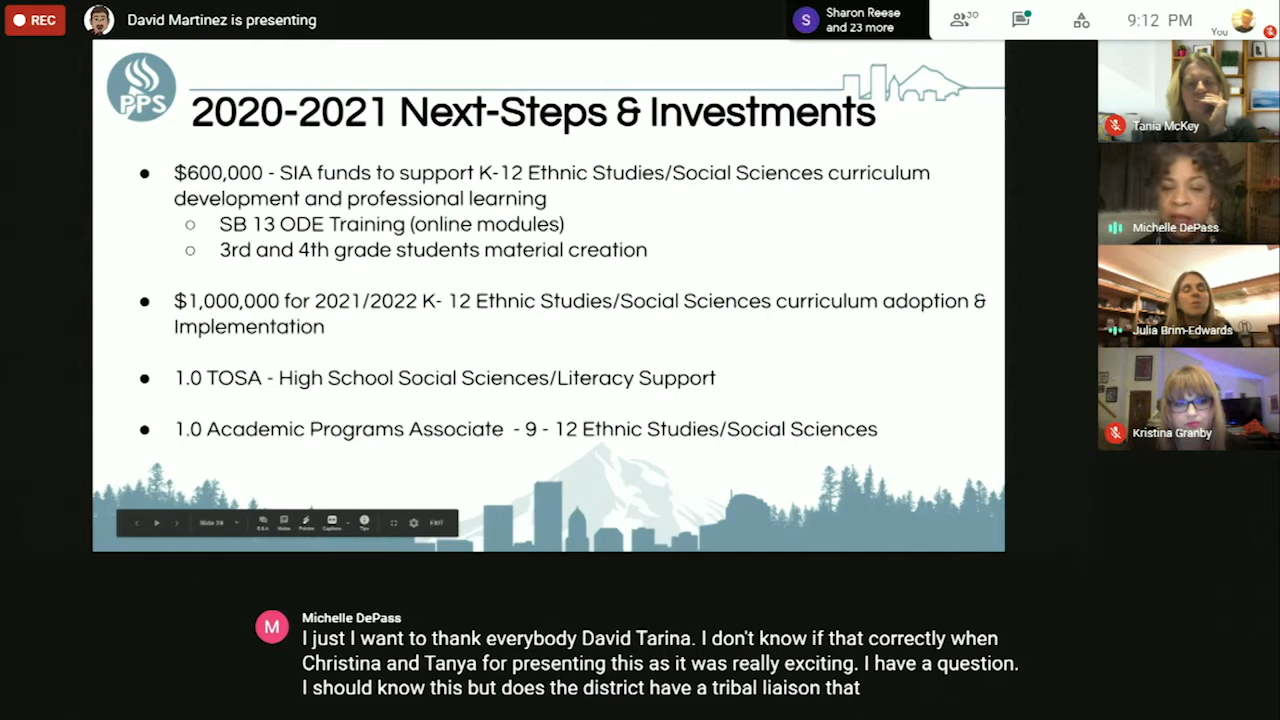 REC
David Martinez is presenting
S
Sharon Reese
and 23 more
30
9:12 PM
You
PPS
2020-2021 Next-Steps & Investments
Tania McKey
$600,000 - SIA funds to support K-12 Ethnic Studies/Social Sciences curriculum
development and professional learning
SB 13 ODE Training (online modules)
3rd and 4th grade students material creation
Michelle DePass
$1,000,000 for 2021/2022 K- 12 Ethnic Studies/Social Sciences curriculum adoption &
Implementation
Julia Brim-Edwards
1.0 TOSA - High School Social Sciences/Literacy Support
1.0 Academic Programs Associate - 9 - 12 Ethnic Studies/Social Sciences
Kristina Granby
Q&A Notes Pointer Captions Tips EXIT
M
Michelle DePass
I just I want to thank everybody David Tarina. I don't know if that correctly when
Christina and Tanya for presenting this as it was really exciting. I have a question.
I should know this but does the district have a tribal liaison that